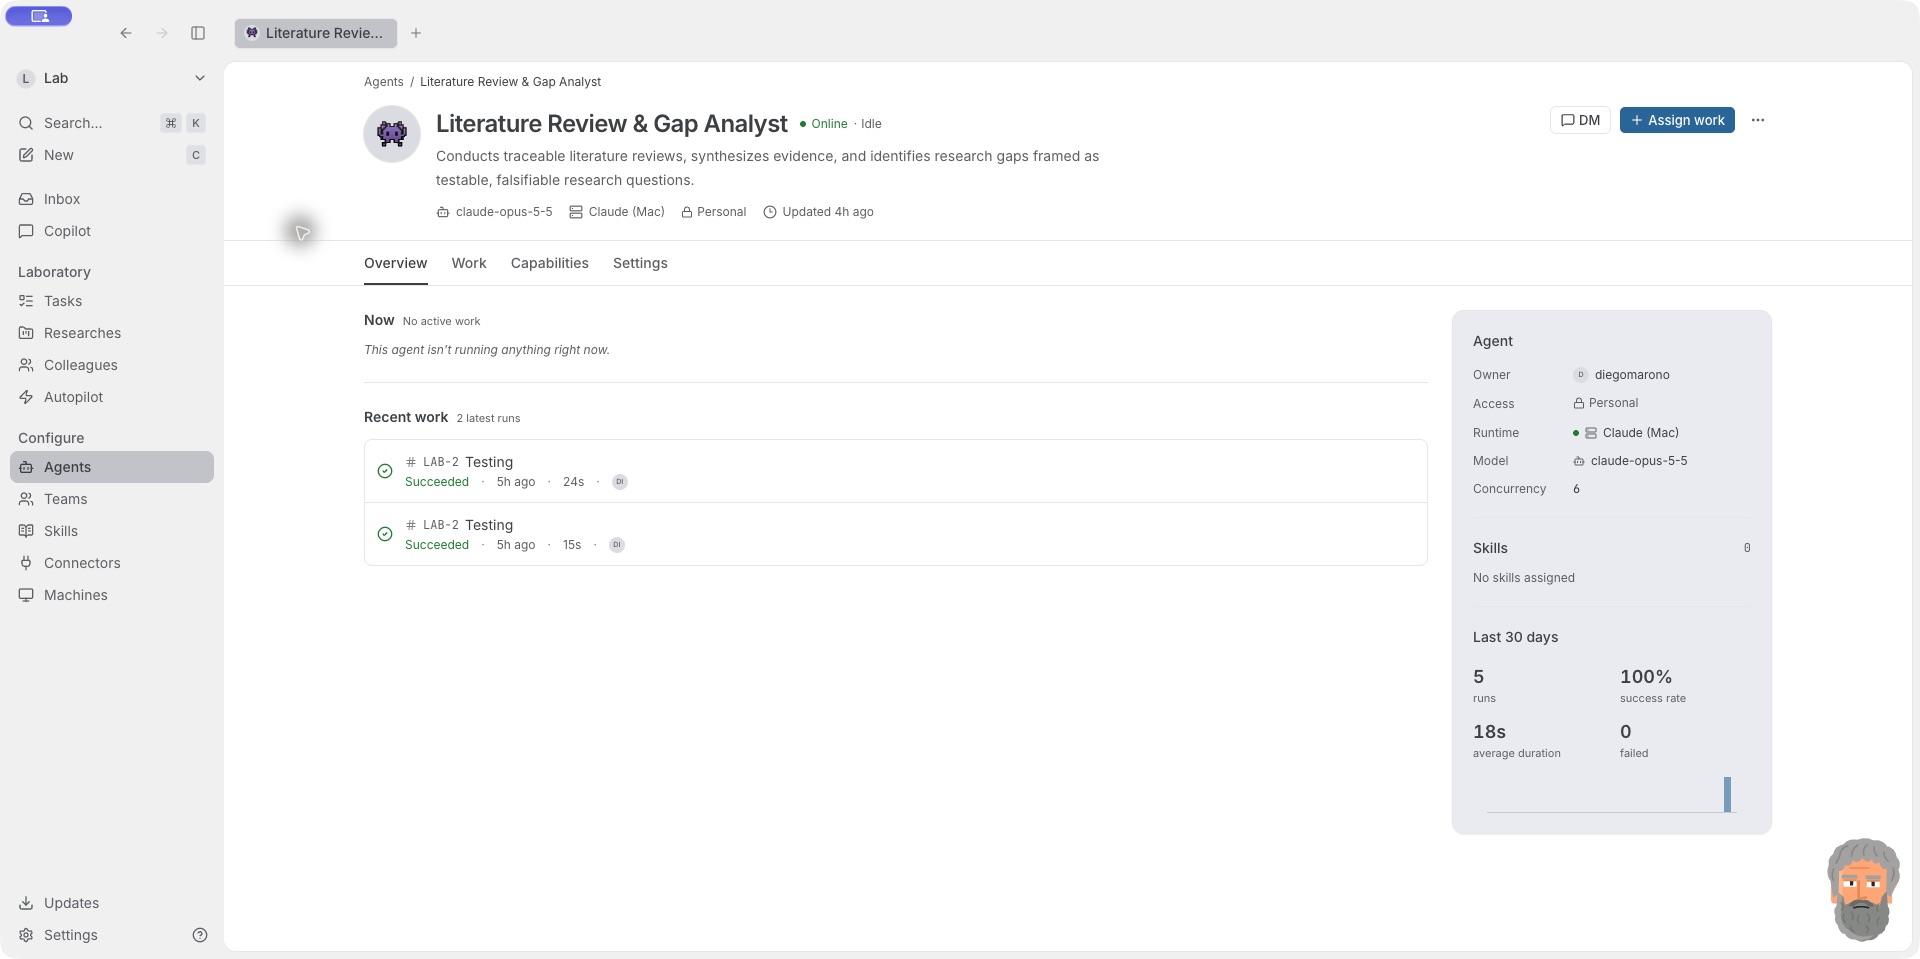 Literature Revie...
L Lab
Search... ⌘ K
New C
Inbox
Copilot
Laboratory
Tasks
Researches
Colleagues
Autopilot
Configure
Agents
Teams
Skills
Connectors
Machines
Updates
Settings
Agents / Literature Review & Gap Analyst
Literature Review & Gap Analyst
Online · Idle
DM
+ Assign work
Conducts traceable literature reviews, synthesizes evidence, and identifies research gaps framed as
testable, falsifiable research questions.
claude-opus-5-5 Claude (Mac) Personal Updated 4h ago
Overview Work Capabilities Settings
Now No active work
This agent isn't running anything right now.
Recent work 2 latest runs
# LAB-2 Testing
Succeeded · 5h ago · 24s · DI
# LAB-2 Testing
Succeeded · 5h ago · 15s · DI
Agent
Owner D diegomarono
Access Personal
Runtime Claude (Mac)
Model claude-opus-5-5
Concurrency 6
Skills 0
No skills assigned
Last 30 days
5 100%
runs success rate
18s 0
average duration failed